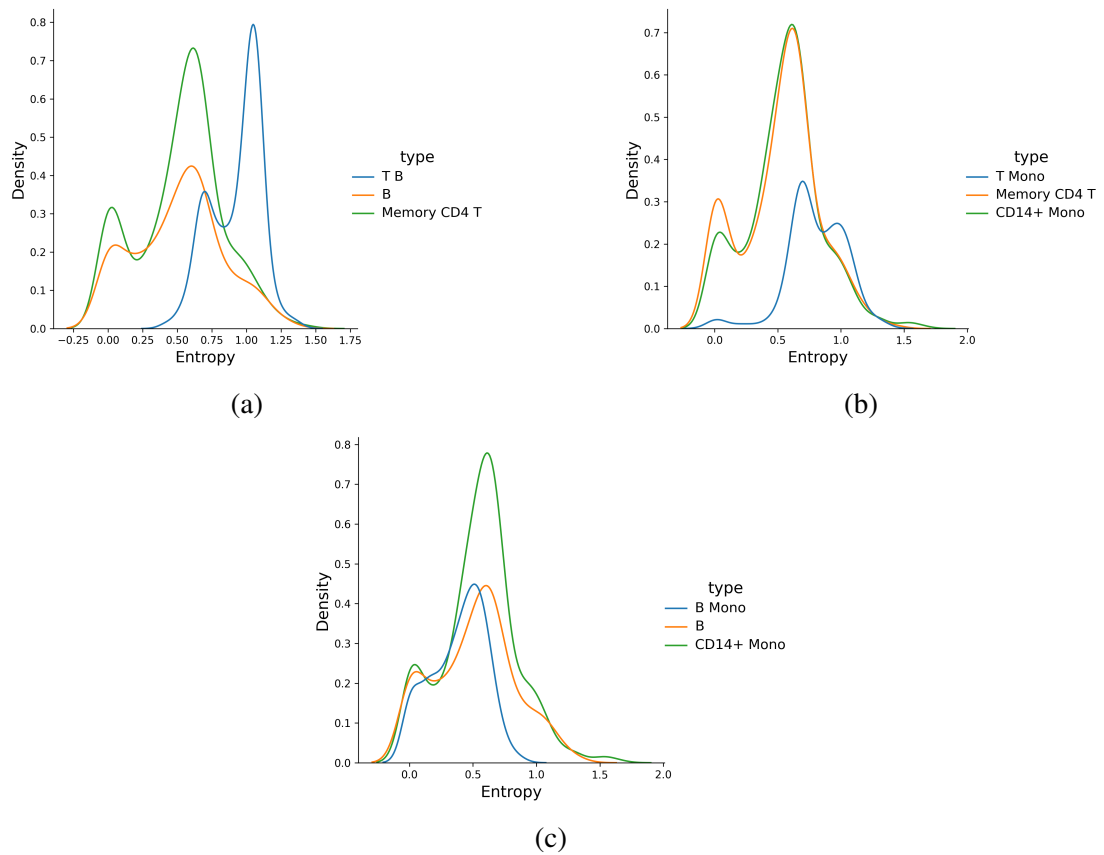 0.8
0.7
0.6
0.5
0.4
0.3
0.2
0.1
0.0
Density
−0.25 0.00 0.25 0.50 0.75 1.00 1.25 1.50 1.75
Entropy
type
T B
B
Memory CD4 T
(a)
0.7
0.6
0.5
0.4
0.3
0.2
0.1
0.0
Density
0.0 0.5 1.0 1.5 2.0
Entropy
type
T Mono
Memory CD4 T
CD14+ Mono
(b)
0.8
0.7
0.6
0.5
0.4
0.3
0.2
0.1
0.0
Density
0.0 0.5 1.0 1.5 2.0
Entropy
type
B Mono
B
CD14+ Mono
(c)